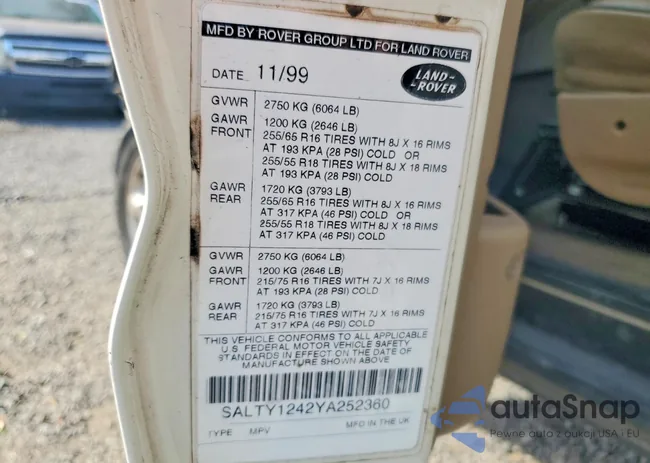 MFD BY ROVER GROUP LTD FOR LAND ROVER
DATE 11/99
LAND-
-ROVER
GVWR 2750 KG (6064 LB)
GAWR 1200 KG (2646 LB)
FRONT 255/65 R16 TIRES WITH 8J X 16 RIMS
AT 193 KPA (28 PSI) COLD OR
255/55 R18 TIRES WITH 8J X 18 RIMS
AT 193 KPA (28 PSI) COLD
GAWR 1720 KG (3793 LB)
REAR 255/65 R16 TIRES WITH 8J X 16 RIMS
AT 317 KPA (46 PSI) COLD OR
255/55 R18 TIRES WITH 8J X 18 RIMS
AT 317 KPA (46 PSI) COLD
GVWR 2750 KG (6064 LB)
GAWR 1200 KG (2646 LB)
FRONT 215/75 R16 TIRES WITH 7J X 16 RIMS
AT 193 KPA (28 PSI) COLD
GAWR 1720 KG (3793 LB)
REAR 215/75 R16 TIRES WITH 7J X 16 RIMS
AT 317 KPA (46 PSI) COLD
THIS VEHICLE CONFORMS TO ALL APPLICABLE
U.S. FEDERAL MOTOR VEHICLE SAFETY
STANDARDS IN EFFECT ON THE DATE OF
MANUFACTURE SHOWN ABOVE
SALTY1242YA252360
TYPE MPV MFD IN THE UK
autoSnap
Pewne auto z aukcji USA i EU